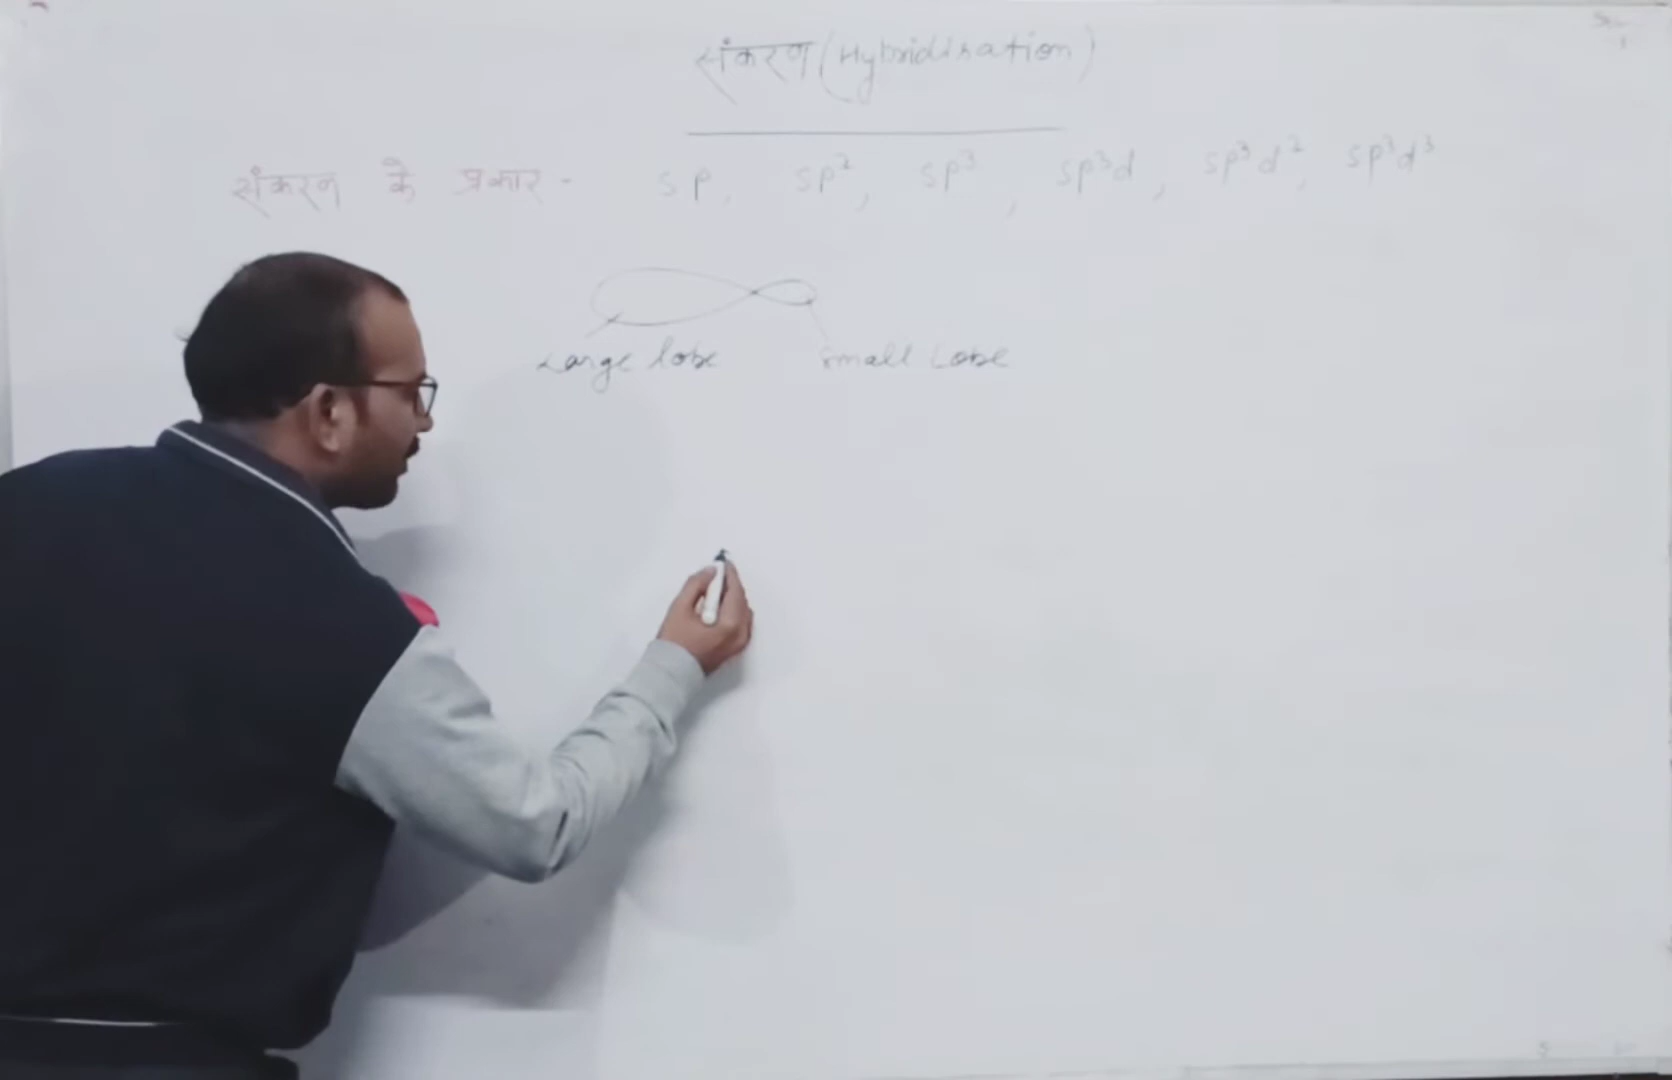 संकरण (Hybridisation)
संकरण के प्रकार - sp, sp², sp³, sp³d, sp³d², sp³d³
Large lobe small Lobe